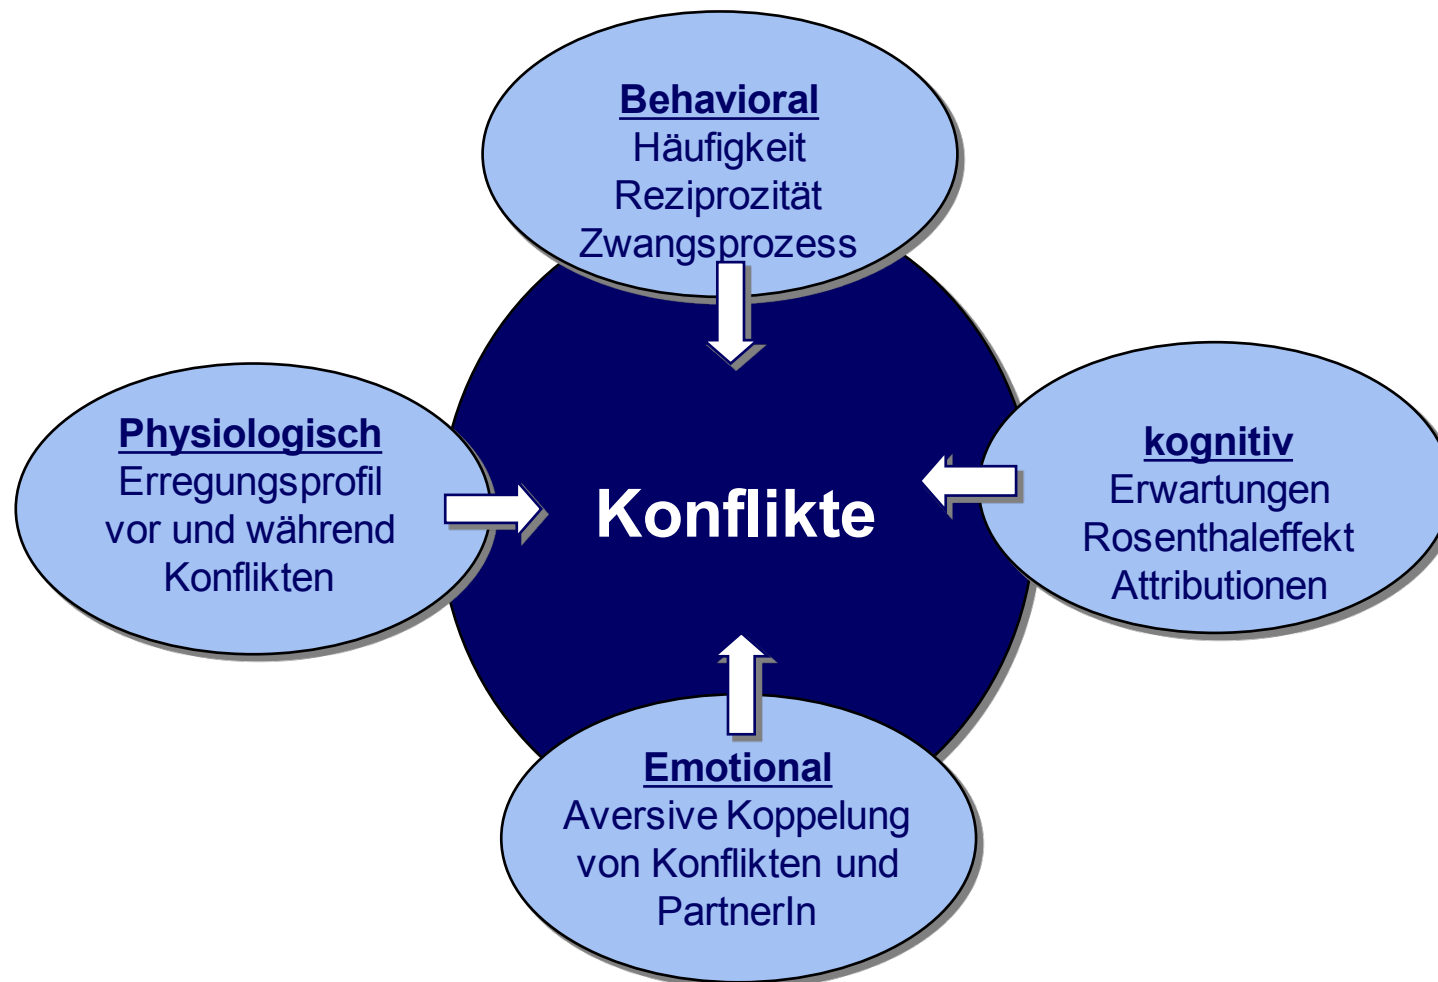 Behavioral
Häufigkeit
Reziprozität
Zwangsprozess
Physiologisch
Erregungsprofil
vor und während
Konflikten
Konflikte
kognitiv
Erwartungen
Rosenthaleffekt
Attributionen
Emotional
Aversive Koppelung
von Konflikten und
PartnerIn